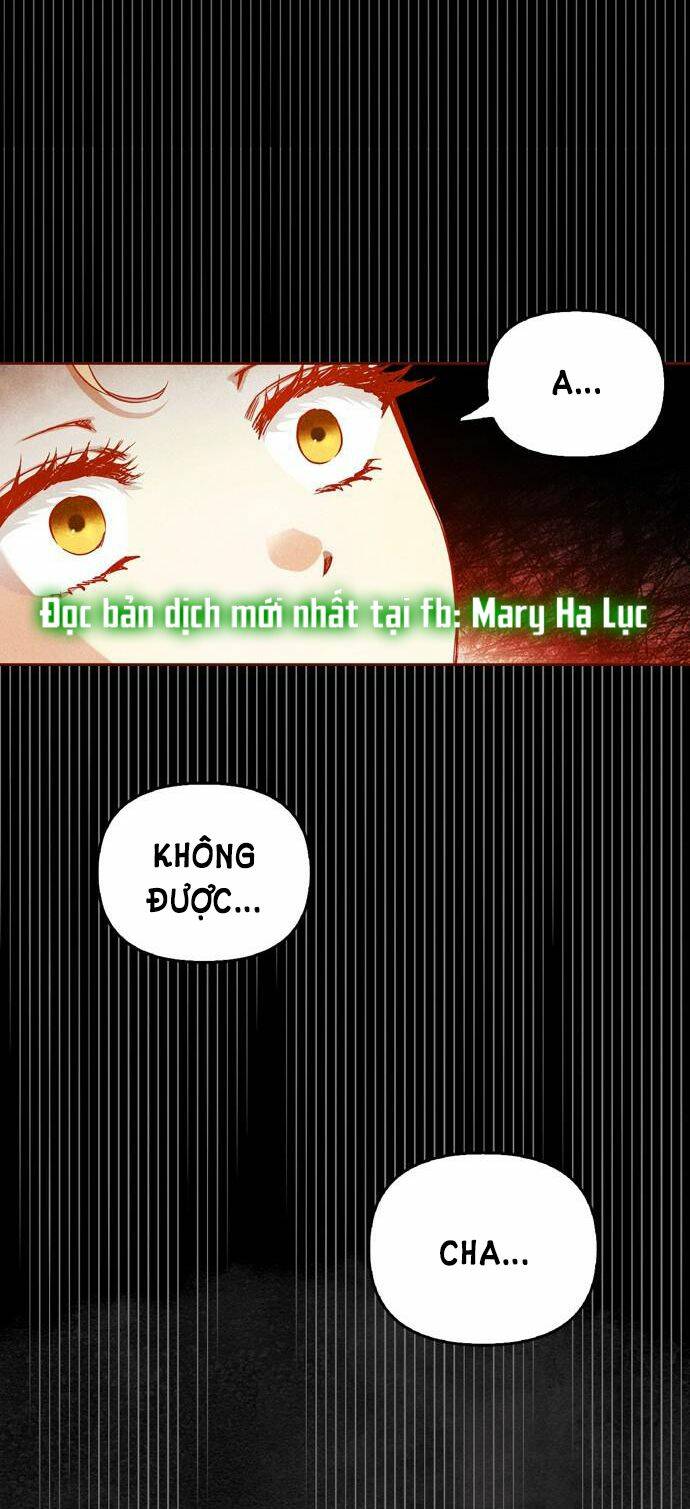 A...
Đọc bản dịch mới nhất tại fb: Mary Hạ Lục
KHÔNG
ĐƯỢC...
CHA...